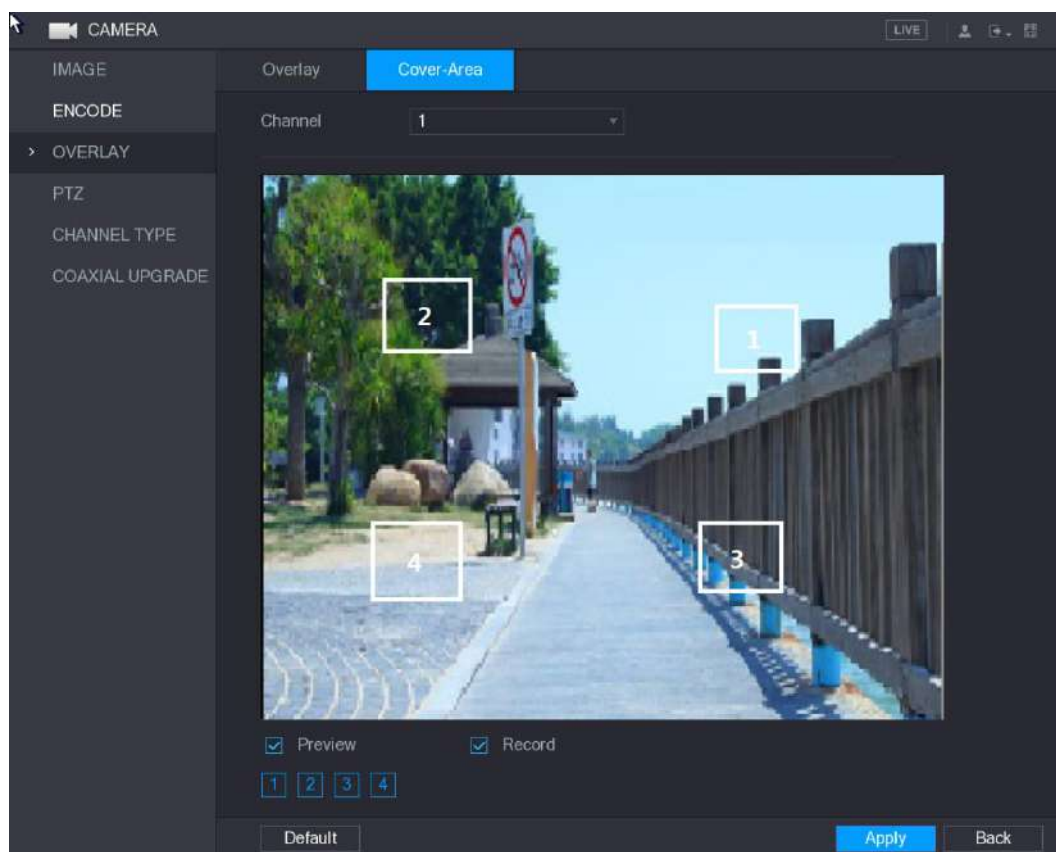 CAMERA LIVE
IMAGE
ENCODE
OVERLAY
PTZ
CHANNEL TYPE
COAXIAL UPGRADE
Overlay Cover-Area
Channel 1
2
1
4
3
Preview Record
1 2 3 4
Default Apply Back